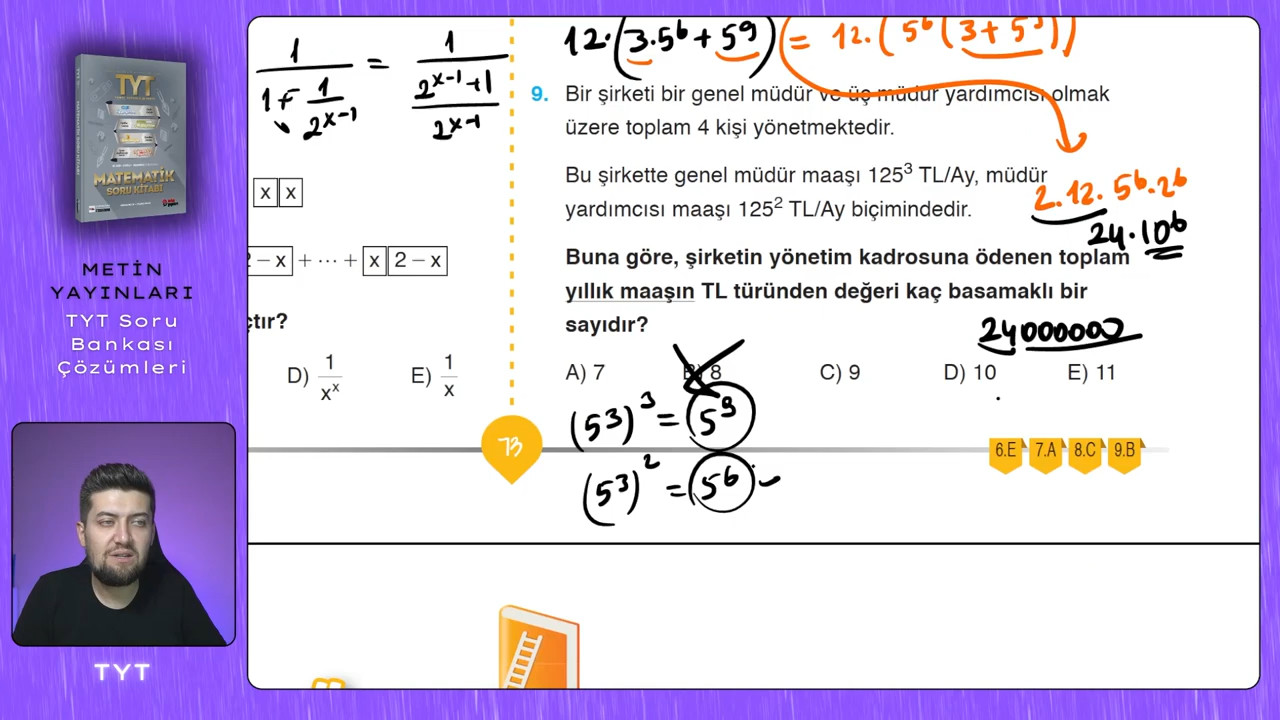 TYT
MATEMATİK
SORU KİTABI
METİN
YAYINLARI
TYT Soru
Bankası
Çözümleri
TYT
1 / (1 + 1/2^(x-1)) = 1 / ((2^(x-1)+1)/2^(x-1))
x x
2 – x + ⋯ + x 2 – x
çtır?
D) 1/x^x E) 1/x
73
12·(3·5⁶ + 5⁹) = 12·(5⁶(3 + 5³))
9. Bir şirketi bir genel müdür ve üç müdür yardımcısı olmak
üzere toplam 4 kişi yönetmektedir.
Bu şirkette genel müdür maaşı 125³ TL/Ay, müdür
yardımcısı maaşı 125² TL/Ay biçimindedir.
2.12.5⁶.2⁶
24·10⁶
Buna göre, şirketin yönetim kadrosuna ödenen toplam
yıllık maaşın TL türünden değeri kaç basamaklı bir
sayıdır?
24000000
A) 7 B) 8 C) 9 D) 10 E) 11
(5³)³ = 5⁹
(5³)² = 5⁶
6.E 7.A 8.C 9.B